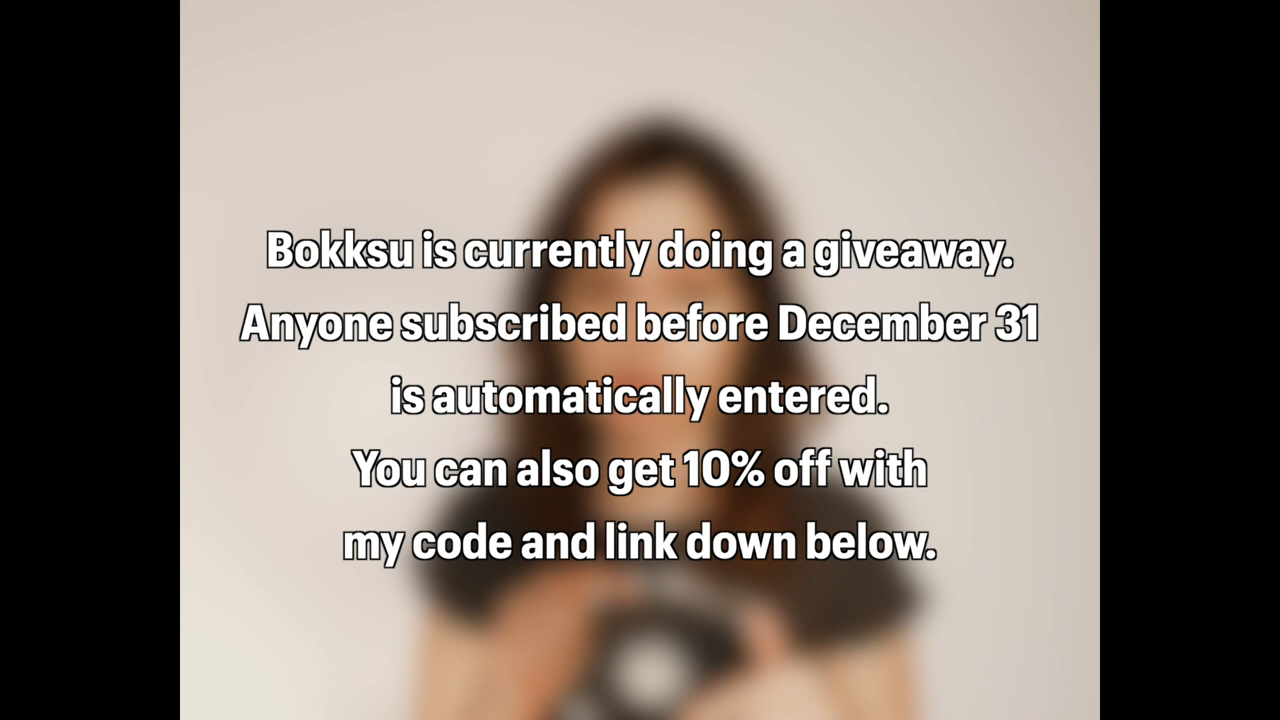 Bokksu is currently doing a giveaway.
Anyone subscribed before December 31
is automatically entered.
You can also get 10% off with
my code and link down below.